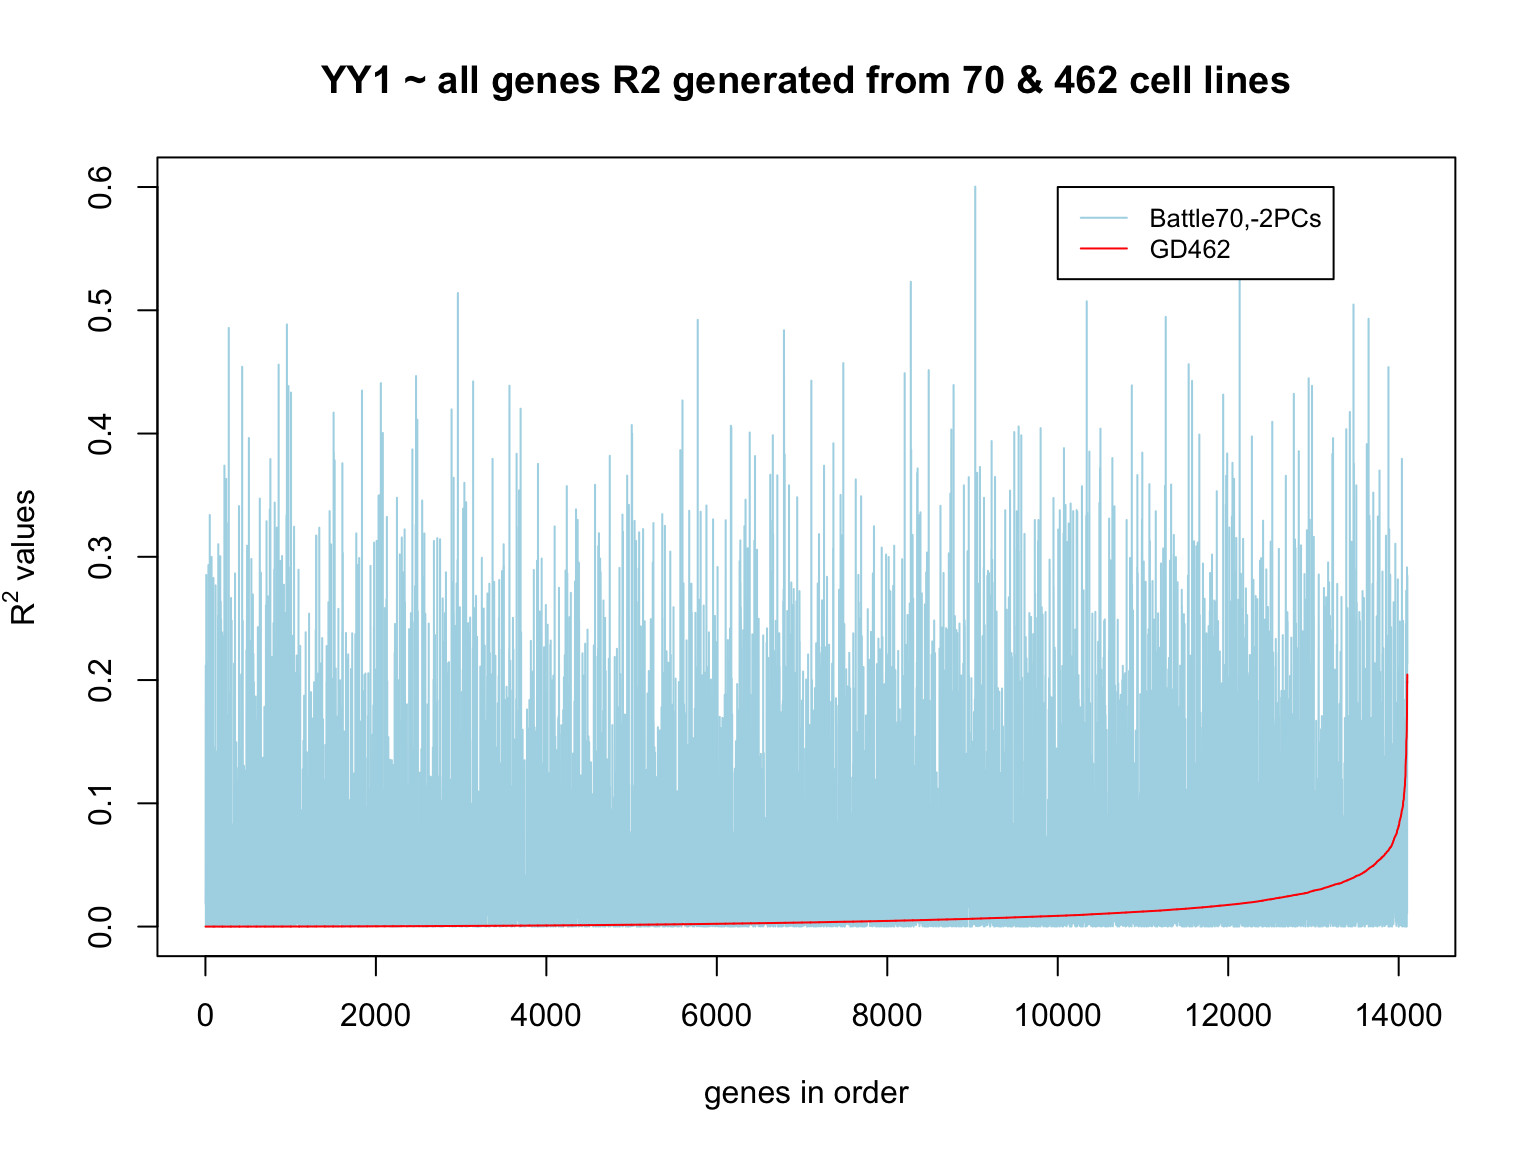 YY1 ~ all genes R2 generated from 70 & 462 cell lines
R² values
0.6
0.5
0.4
0.3
0.2
0.1
0.0
Battle70,-2PCs
GD462
0 2000 4000 6000 8000 10000 12000 14000
genes in order